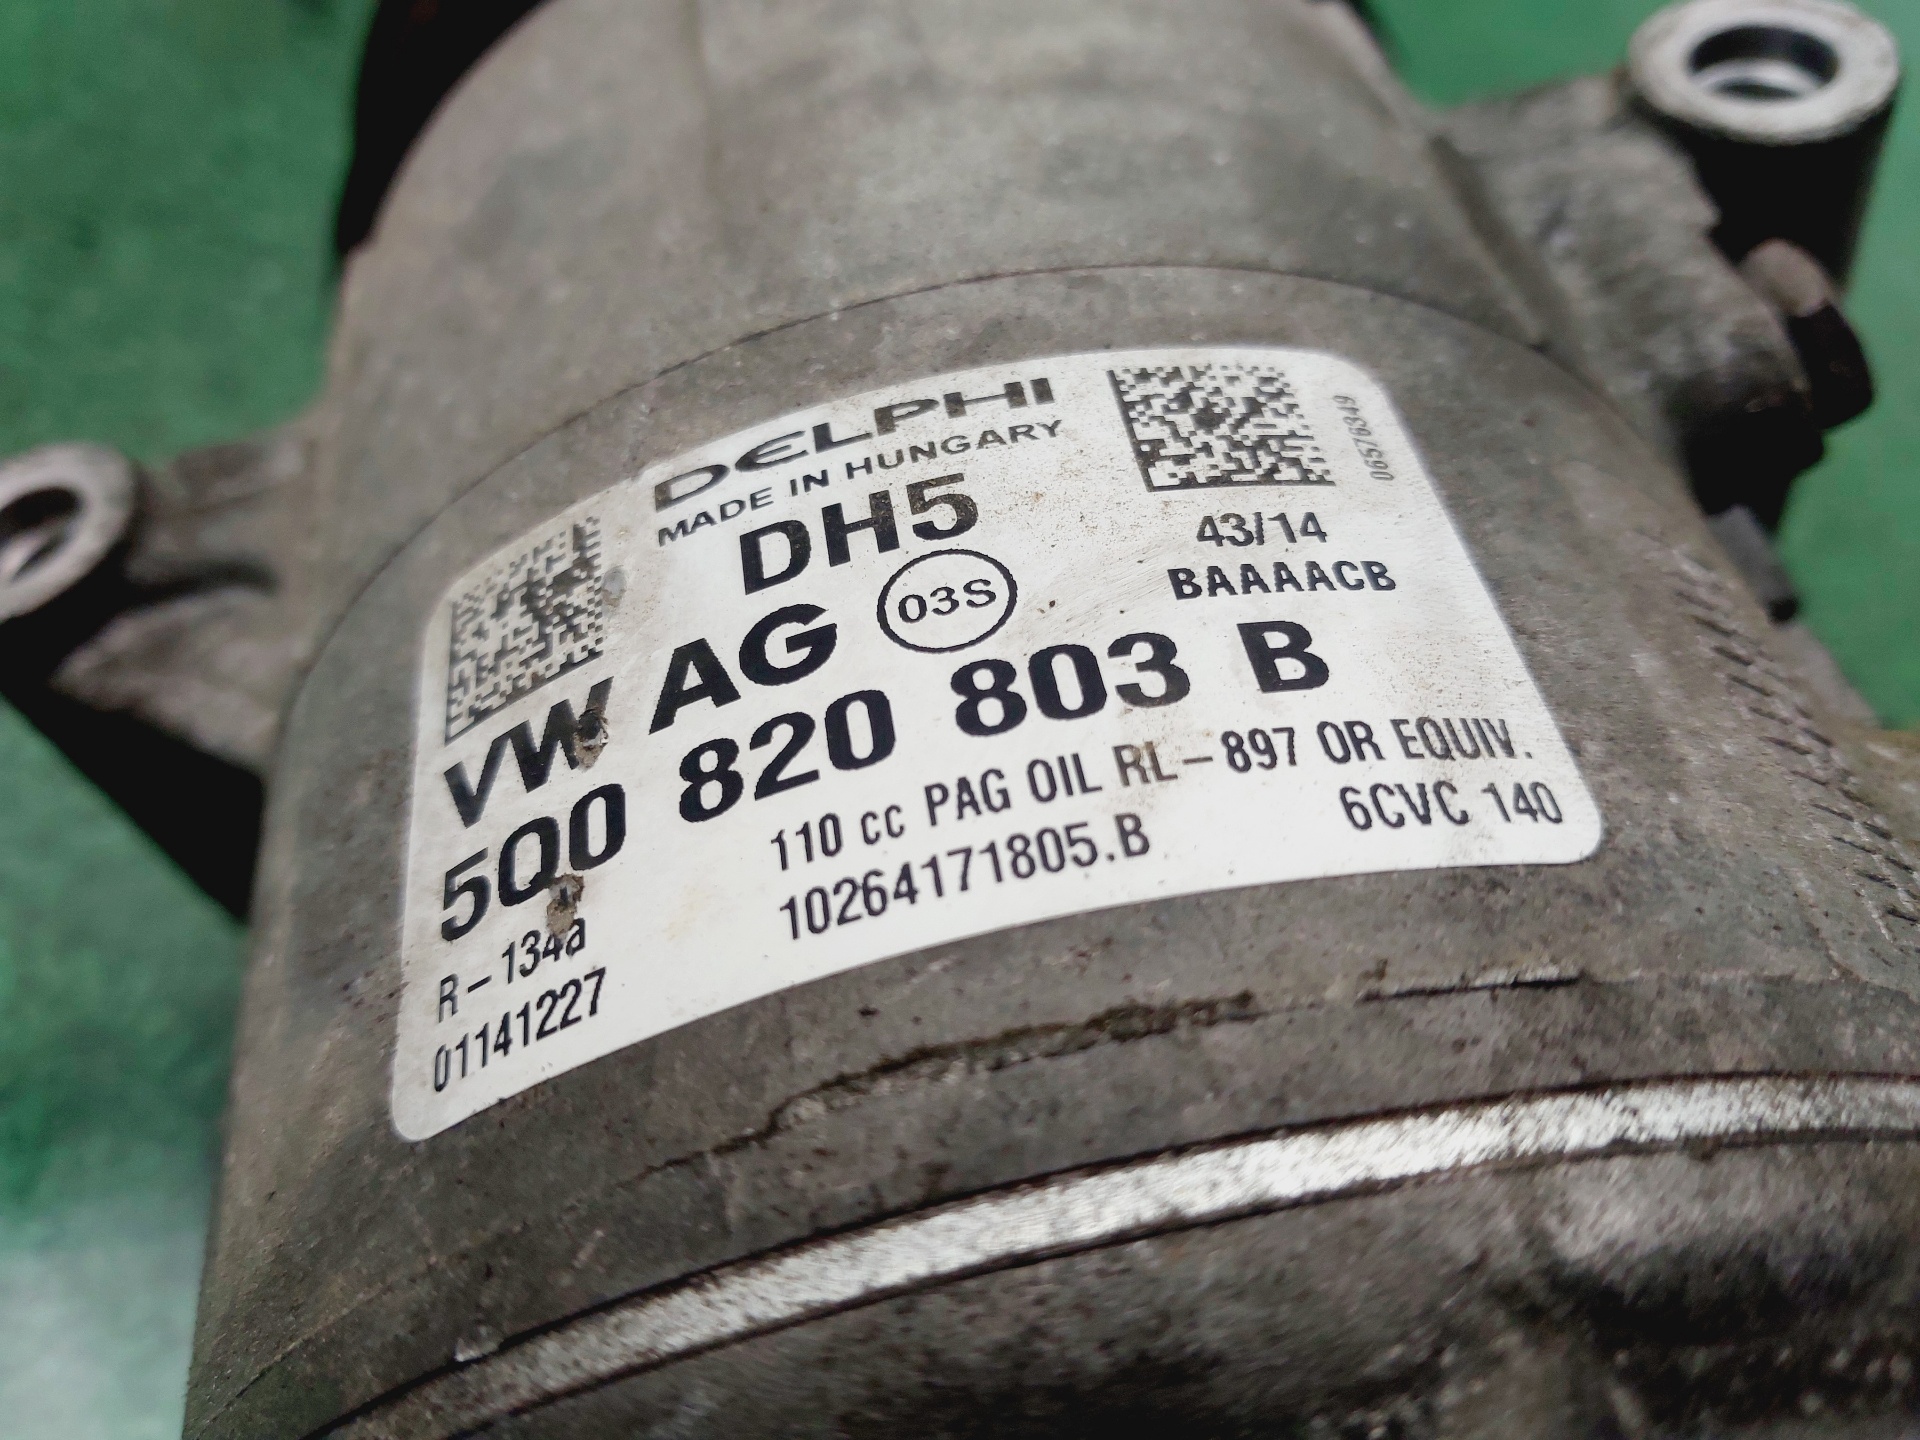 DELPHI
MADE IN HUNGARY
DH5
06576349
43/14
BAAAACB
VW AG 03S
5Q0 820 803 B
110 cc PAG OIL RL-897 OR EQUIV.
R-134a
10264171805.B
6CVC 140
01141227